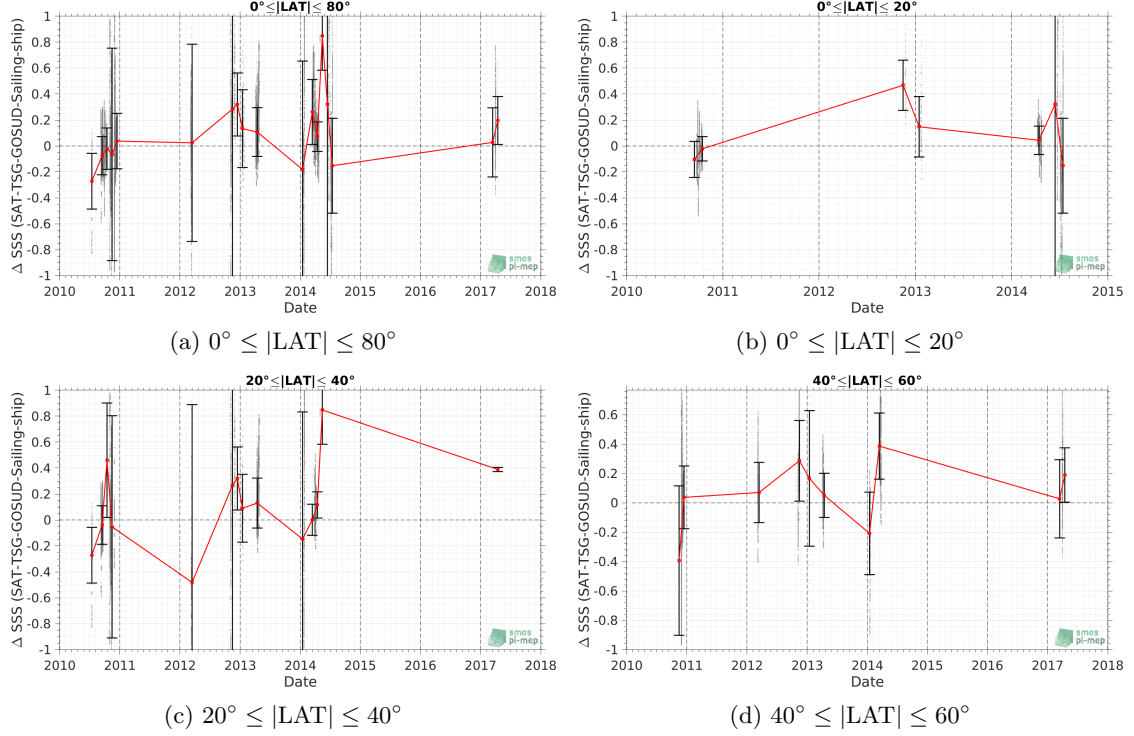 0°≤|LAT|≤ 80°
Δ SSS (SAT-TSG-GOSUD-Sailing-ship)
1
0.8
0.6
0.4
0.2
0
-0.2
-0.4
-0.6
-0.8
-1
2010 2011 2012 2013 2014 2015 2016 2017 2018
Date
smos
pi-mep
(a) 0° ≤ |LAT| ≤ 80°
0°≤|LAT|≤ 20°
Δ SSS (SAT-TSG-GOSUD-Sailing-ship)
1
0.8
0.6
0.4
0.2
0
-0.2
-0.4
-0.6
-0.8
-1
2010 2011 2012 2013 2014 2015
Date
smos
pi-mep
(b) 0° ≤ |LAT| ≤ 20°
20°≤|LAT|≤ 40°
Δ SSS (SAT-TSG-GOSUD-Sailing-ship)
1
0.8
0.6
0.4
0.2
0
-0.2
-0.4
-0.6
-0.8
-1
2010 2011 2012 2013 2014 2015 2016 2017 2018
Date
smos
pi-mep
(c) 20° ≤ |LAT| ≤ 40°
40°≤|LAT|≤ 60°
Δ SSS (SAT-TSG-GOSUD-Sailing-ship)
0.6
0.4
0.2
0
-0.2
-0.4
-0.6
-0.8
-1
2010 2011 2012 2013 2014 2015 2016 2017 2018
Date
smos
pi-mep
(d) 40° ≤ |LAT| ≤ 60°